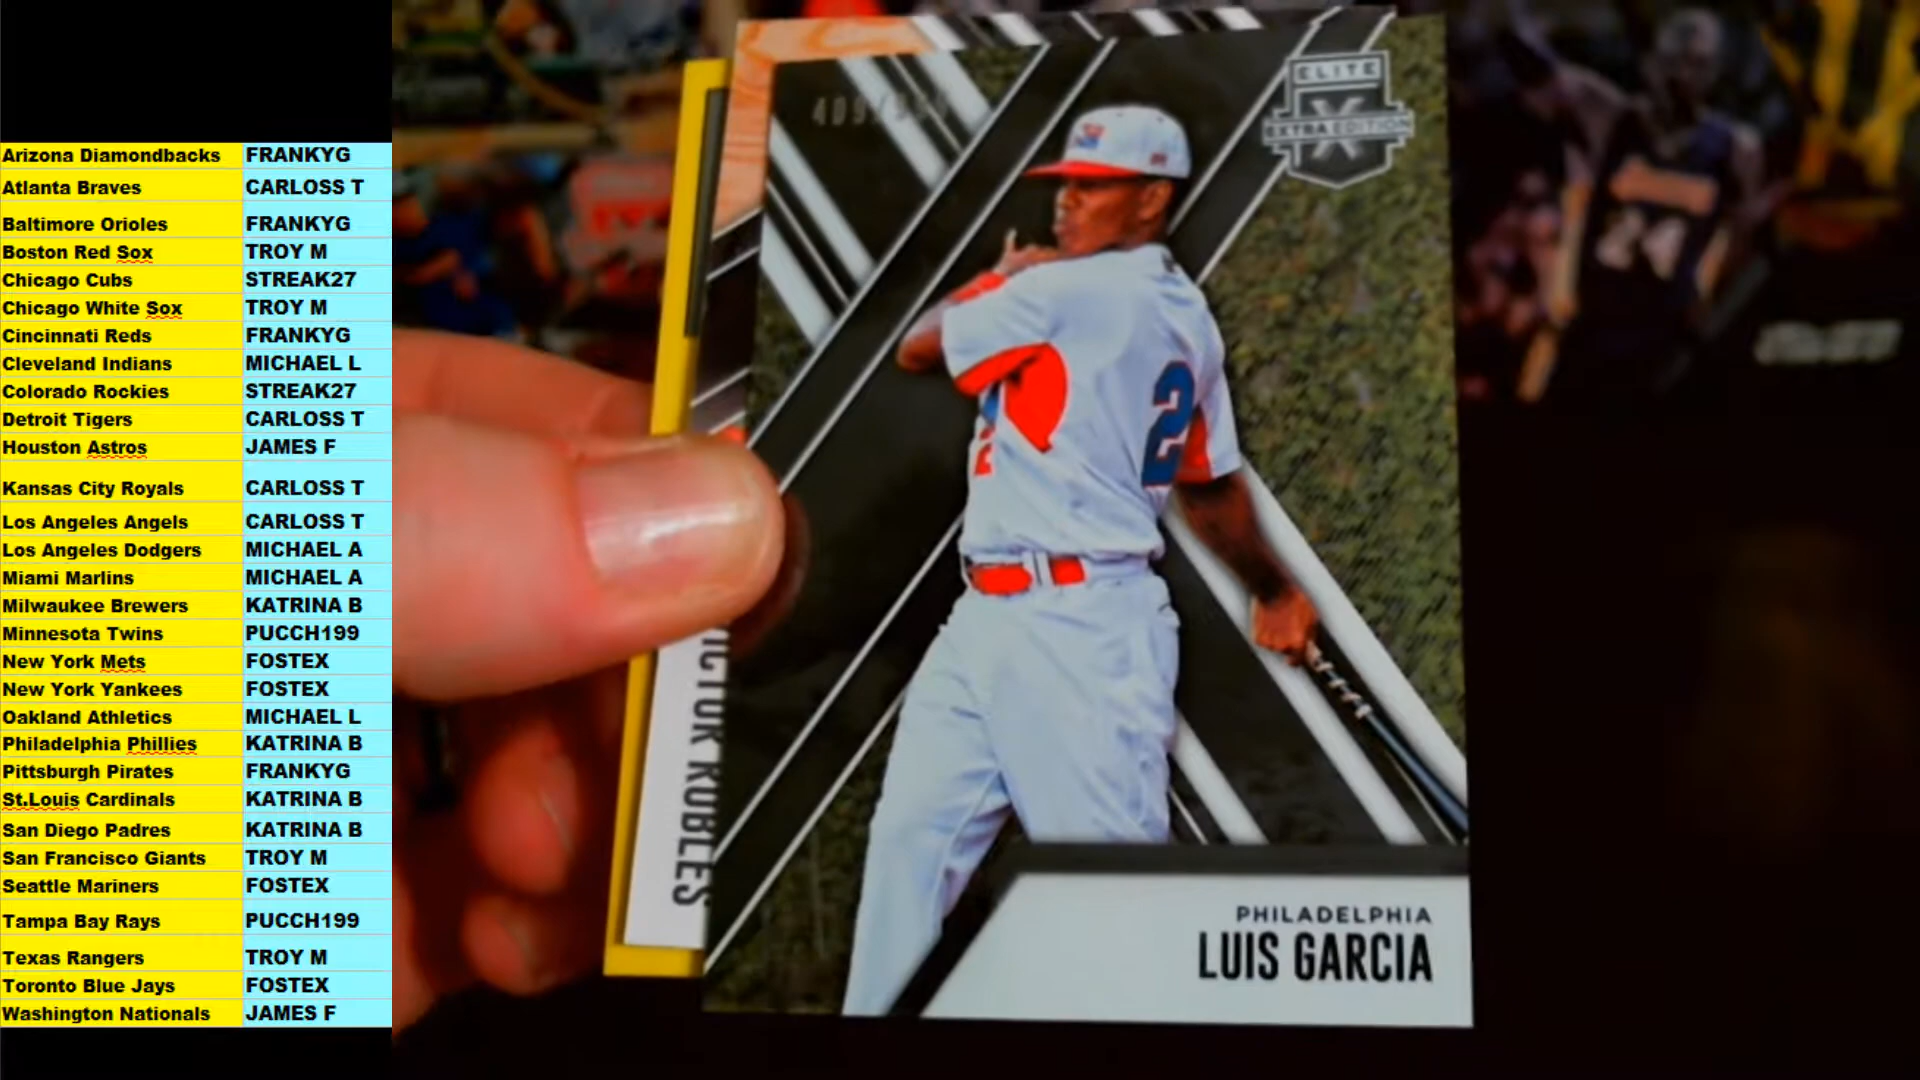 Arizona Diamondbacks FRANKYG
Atlanta Braves CARLOSS T
Baltimore Orioles FRANKYG
Boston Red Sox TROY M
Chicago Cubs STREAK27
Chicago White Sox TROY M
Cincinnati Reds FRANKYG
Cleveland Indians MICHAEL L
Colorado Rockies STREAK27
Detroit Tigers CARLOSS T
Houston Astros JAMES F
Kansas City Royals CARLOSS T
Los Angeles Angels CARLOSS T
Los Angeles Dodgers MICHAEL A
Miami Marlins MICHAEL A
Milwaukee Brewers KATRINA B
Minnesota Twins PUCCH199
New York Mets FOSTEX
New York Yankees FOSTEX
Oakland Athletics MICHAEL L
Philadelphia Phillies KATRINA B
Pittsburgh Pirates FRANKYG
St.Louis Cardinals KATRINA B
San Diego Padres KATRINA B
San Francisco Giants TROY M
Seattle Mariners FOSTEX
Tampa Bay Rays PUCCH199
Texas Rangers TROY M
Toronto Blue Jays FOSTEX
Washington Nationals JAMES F
ELITE
X
EXTRA EDITION
2
24
ROBLES
PHILADELPHIA
LUIS GARCIA